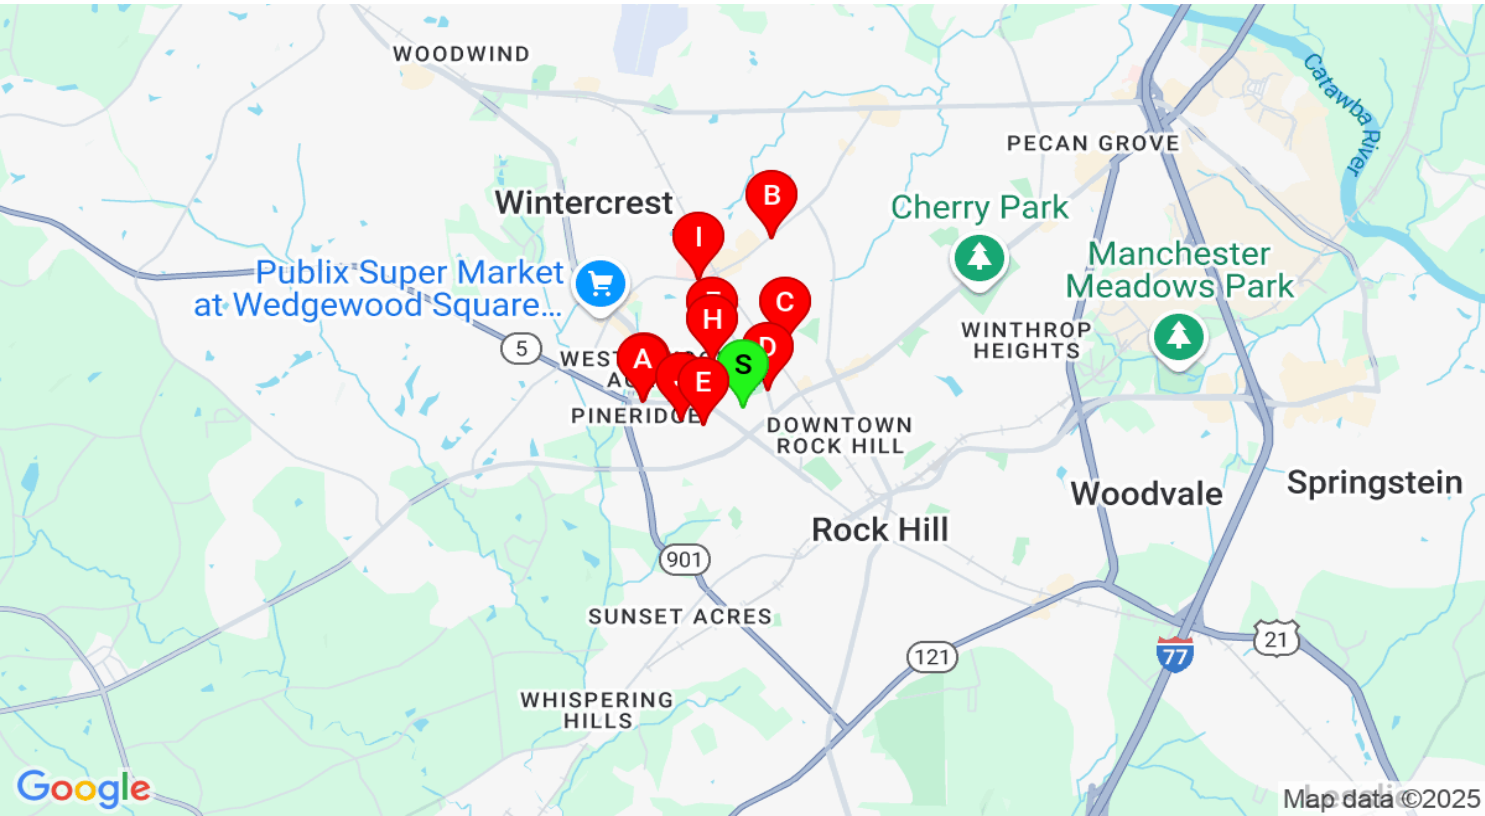 WOODWIND
Catawba River
PECAN GROVE
B
Wintercrest
Cherry Park
I
Manchester
Meadows Park
Publix Super Market
at Wedgewood Square...
C
H
WINTHROP
HEIGHTS
5
D
A
S
E
PINERIDGE
DOWNTOWN
ROCK HILL
Springstein
Woodvale
Rock Hill
901
SUNSET ACRES
21
121
77
WHISPERING
HILLS
Google
Map data ©2025